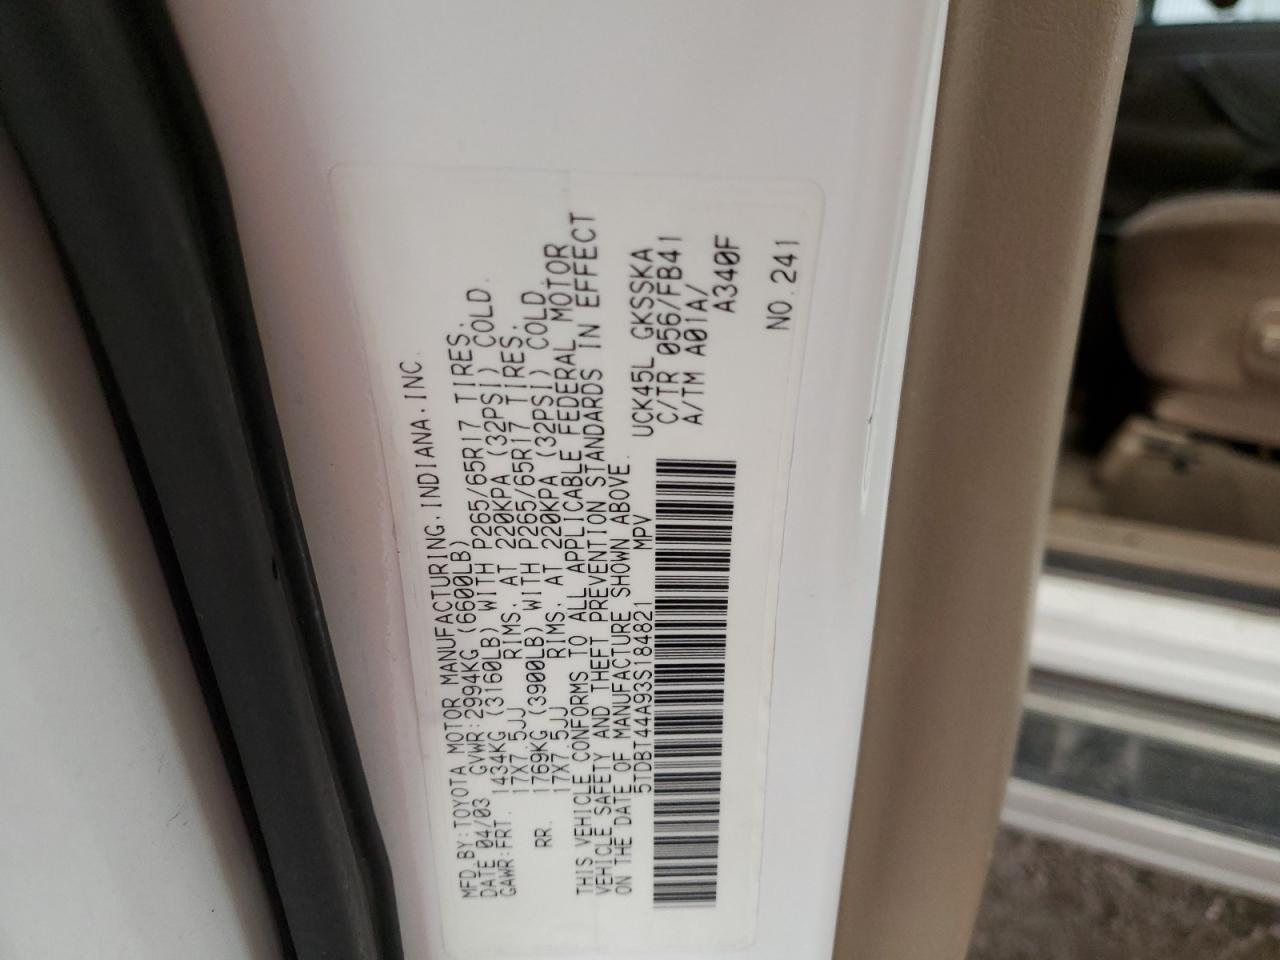 MFD. BY: TOYOTA MOTOR MANUFACTURING. INDIANA. INC.
DATE 04/03 GVWR: 2994KG (6600LB)
GAWR: FRT. 1434KG (3160LB) WITH P265/65R17 TIRES.
17X7.5JJ RIMS. AT 220KPA (32PSI) COLD.
RR. 1769KG (3900LB) WITH P265/65R17 TIRES.
17X7.5JJ RIMS. AT 220KPA (32PSI) COLD.
THIS VEHICLE CONFORMS TO ALL APPLICABLE FEDERAL MOTOR
VEHICLE SAFETY AND THEFT PREVENTION STANDARDS IN EFFECT
ON THE DATE OF MANUFACTURE SHOWN ABOVE.
5TDBT44A93S184821 MPV UCK45L GKSSKA
C/TR 056/FB41
A/TM A01A/
A340F
NO. 241